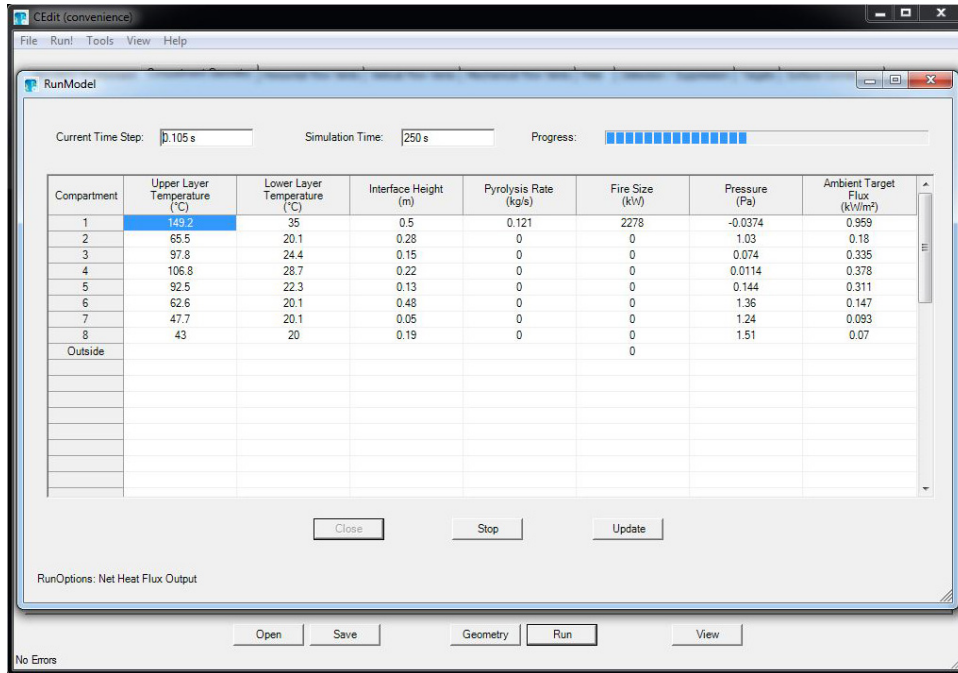 CEdit (convenience)
File Run! Tools View Help
RunModel
Current Time Step: 0.105 s Simulation Time: 250 s Progress:
Compartment Upper Layer Temperature (°C) Lower Layer Temperature (°C) Interface Height (m) Pyrolysis Rate (kg/s) Fire Size (kW) Pressure (Pa) Ambient Target Flux (kW/m²)
1 149.2 35 0.5 0.121 2278 -0.0374 0.959
2 65.5 20.1 0.28 0 0 1.03 0.18
3 97.8 24.4 0.15 0 0 0.074 0.335
4 106.8 28.7 0.22 0 0 0.0114 0.378
5 92.5 22.3 0.13 0 0 0.144 0.311
6 62.6 20.1 0.48 0 0 1.36 0.147
7 47.7 20.1 0.05 0 0 1.24 0.093
8 43 20 0.19 0 0 1.51 0.07
Outside 0
Close Stop Update
RunOptions: Net Heat Flux Output
Open Save Geometry Run View
No Errors